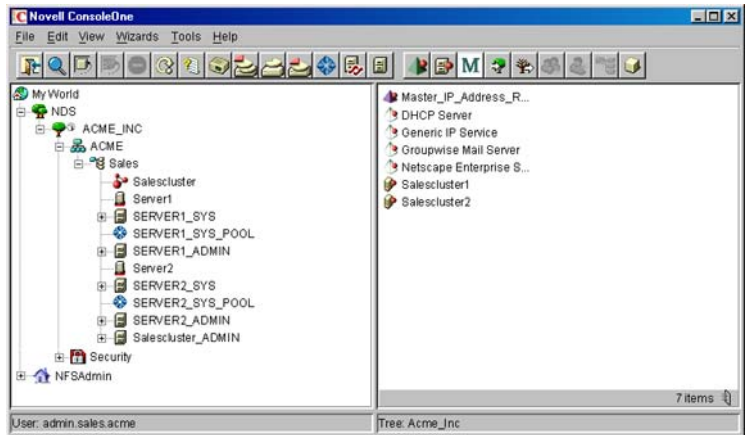 Novell ConsoleOne
File Edit View Wizards Tools Help
M
My World
NDS
ACME_INC
ACME
Sales
Salescluster
Server1
SERVER1_SYS
SERVER1_SYS_POOL
SERVER1_ADMIN
Server2
SERVER2_SYS
SERVER2_SYS_POOL
SERVER2_ADMIN
Salescluster_ADMIN
Security
NFSAdmin
Master_IP_Address_R...
DHCP Server
Generic IP Service
Groupwise Mail Server
Netscape Enterprise S...
Salescluster1
Salescluster2
7 items
User: admin.sales.acme
Tree: Acme_Inc